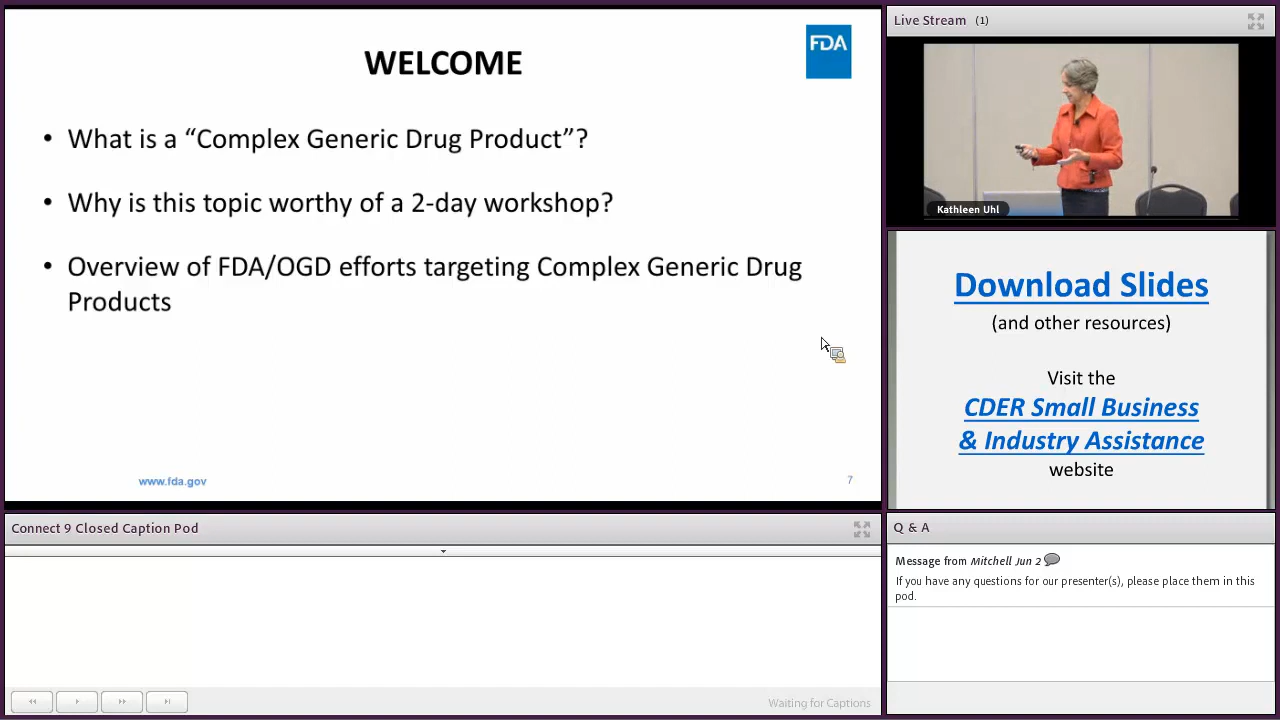 WELCOME
FDA
• What is a “Complex Generic Drug Product”?
• Why is this topic worthy of a 2-day workshop?
• Overview of FDA/OGD efforts targeting Complex Generic Drug
Products
www.fda.gov
7
Live Stream (1)
Kathleen Uhl
Download Slides
(and other resources)
Visit the
CDER Small Business
& Industry Assistance
website
Connect 9 Closed Caption Pod
Waiting for Captions
Q & A
Message from Mitchell Jun 2
If you have any questions for our presenter(s), please place them in this
pod.